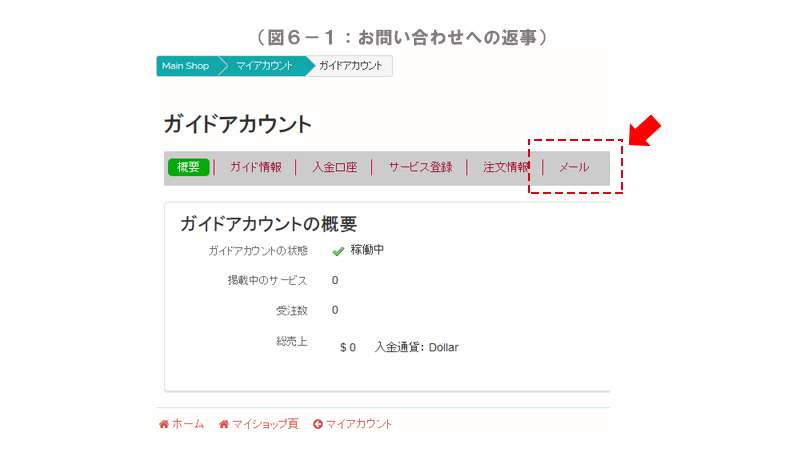 （図６－１：お問い合わせへの返事）
Main Shop マイアカウント ガイドアカウント
ガイドアカウント
概要 ガイド情報 入金口座 サービス登録 注文情報 メール
ガイドアカウントの概要
ガイドアカウントの状態 稼働中
掲載中のサービス 0
受注数 0
総売上 $ 0 入金通貨: Dollar
ホーム マイショップ頁 マイアカウント